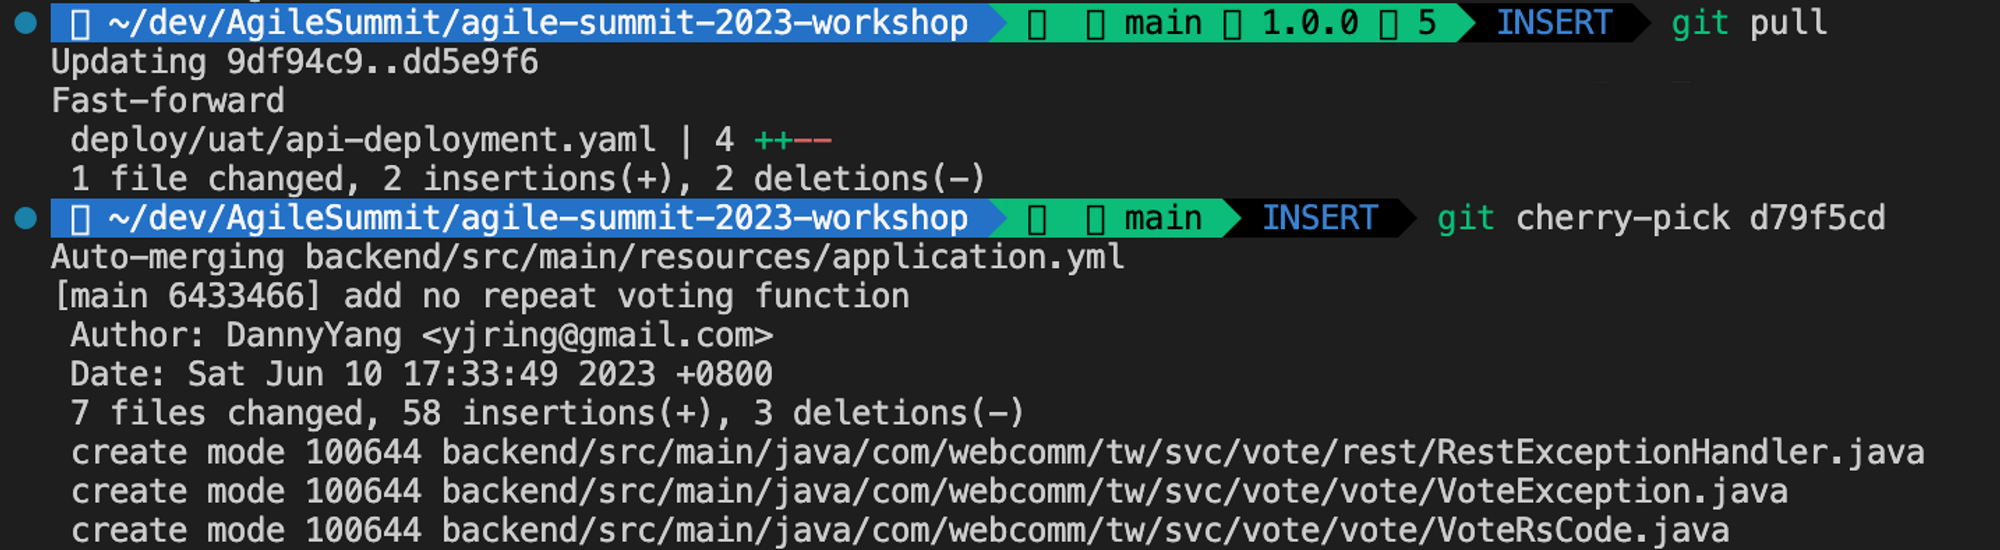 ~/dev/AgileSummit/agile-summit-2023-workshop main 1.0.0 5 INSERT git pull
Updating 9df94c9..dd5e9f6
Fast-forward
deploy/uat/api-deployment.yaml | 4 ++--
1 file changed, 2 insertions(+), 2 deletions(-)
~/dev/AgileSummit/agile-summit-2023-workshop main INSERT git cherry-pick d79f5cd
Auto-merging backend/src/main/resources/application.yml
[main 6433466] add no repeat voting function
Author: DannyYang <yjring@gmail.com>
Date: Sat Jun 10 17:33:49 2023 +0800
7 files changed, 58 insertions(+), 3 deletions(-)
create mode 100644 backend/src/main/java/com/webcomm/tw/svc/vote/rest/RestExceptionHandler.java
create mode 100644 backend/src/main/java/com/webcomm/tw/svc/vote/vote/VoteException.java
create mode 100644 backend/src/main/java/com/webcomm/tw/svc/vote/vote/VoteRsCode.java